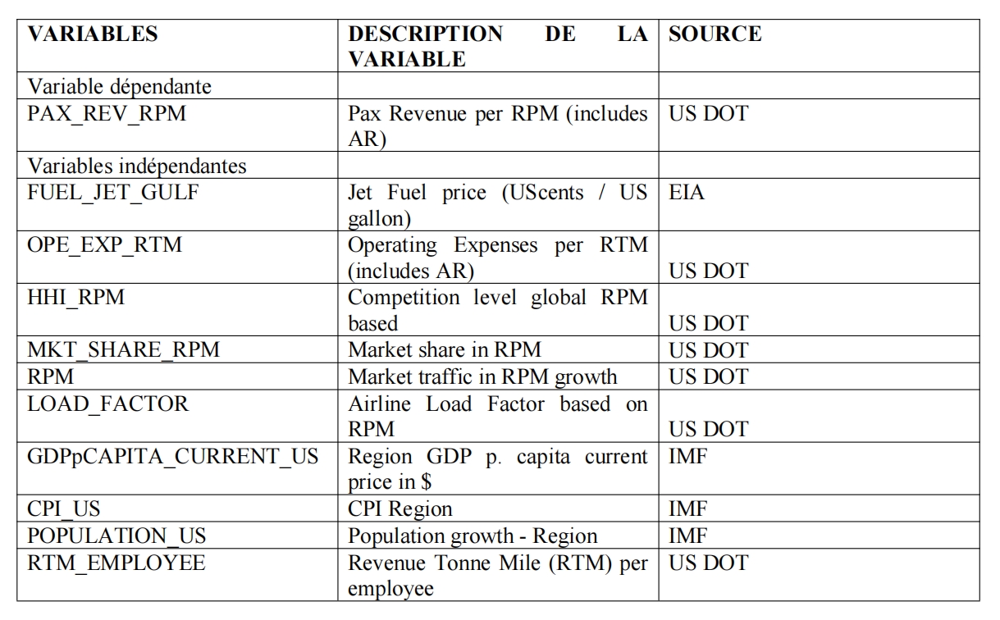 VARIABLES
DESCRIPTION DE LA
VARIABLE
SOURCE
Variable dépendante
PAX_REV_RPM
Pax Revenue per RPM (includes
AR)
US DOT
Variables indépendantes
FUEL_JET_GULF
Jet Fuel price (UScents / US
gallon)
EIA
OPE_EXP_RTM
Operating Expenses per RTM
(includes AR)
US DOT
HHI_RPM
Competition level global RPM
based
US DOT
MKT_SHARE_RPM
Market share in RPM
US DOT
RPM
Market traffic in RPM growth
US DOT
LOAD_FACTOR
Airline Load Factor based on
RPM
US DOT
GDPpCAPITA_CURRENT_US
Region GDP p. capita current
price in $
IMF
CPI_US
CPI Region
IMF
POPULATION_US
Population growth - Region
IMF
RTM_EMPLOYEE
Revenue Tonne Mile (RTM) per
employee
US DOT